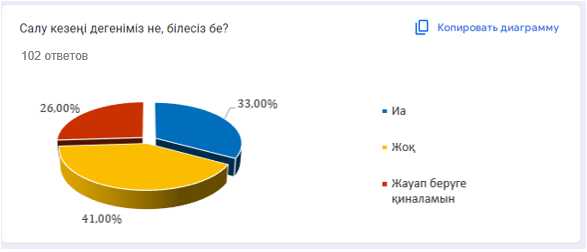 Салу кезеңі дегеніміз не, білесіз бе?
Копировать диаграмму
102 ответов
33,00%
26,00%
41,00%
Иа
Жоқ
Жауап беруге
қиналамын